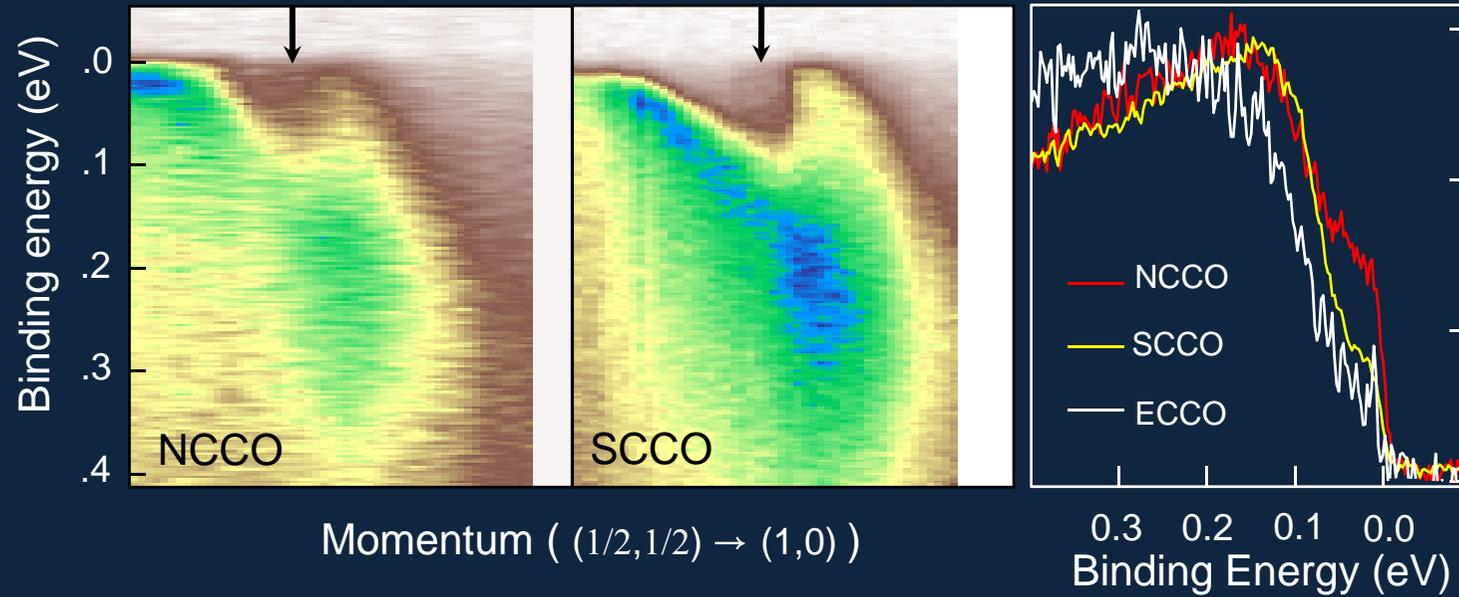 Binding energy (eV)
.0
.1
.2
.3
.4
NCCO
SCCO
Momentum ( (1/2,1/2) → (1,0) )
NCCO
SCCO
ECCO
0.3 0.2 0.1 0.0
Binding Energy (eV)